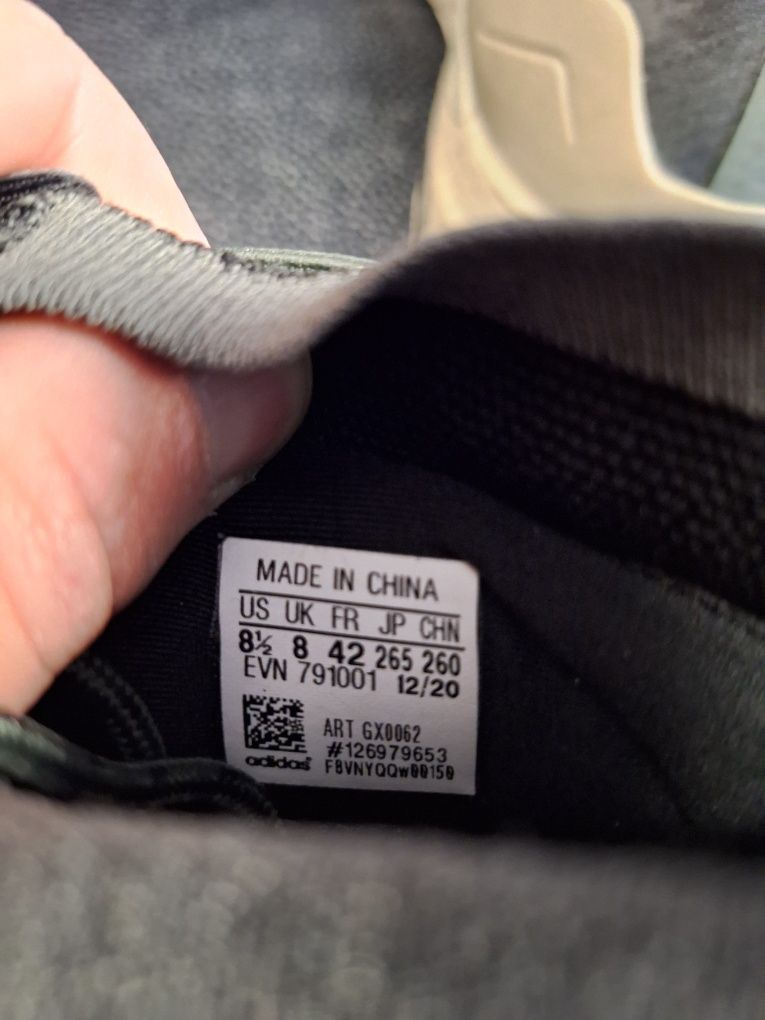 MADE IN CHINA
US UK FR JP CHN
8½ 8 42 265 260
EVN 791001 12/20
ART GX0062
#126979653
adidas FBVNYQQw00150